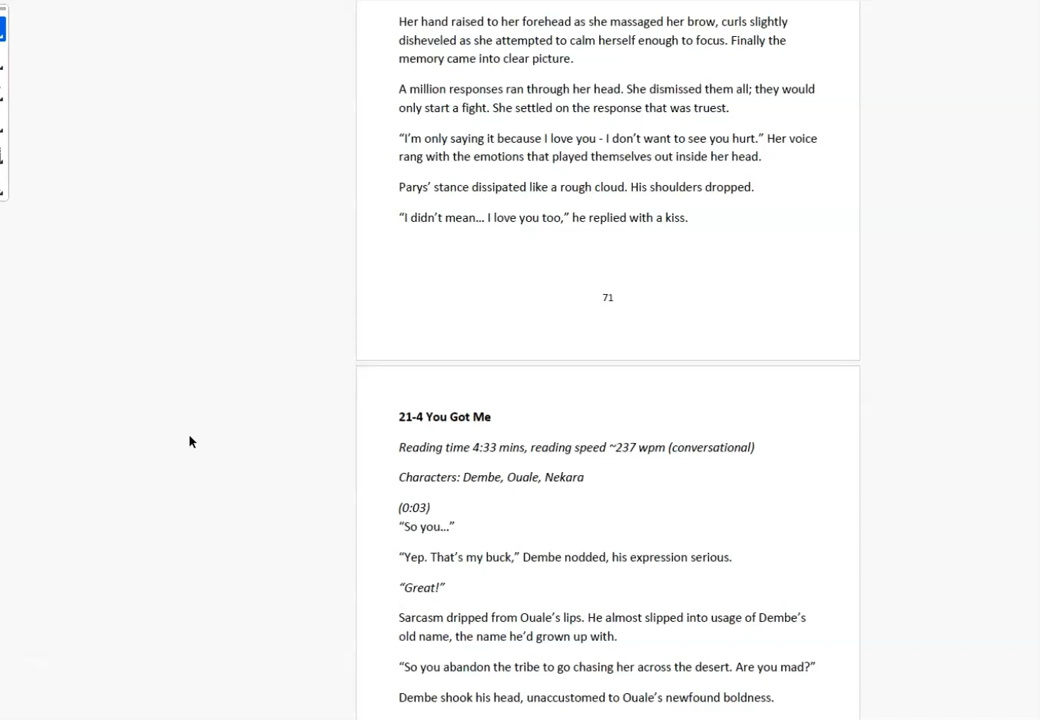 Her hand raised to her forehead as she massaged her brow, curls slightly
disheveled as she attempted to calm herself enough to focus. Finally the
memory came into clear picture.
A million responses ran through her head. She dismissed them all; they would
only start a fight. She settled on the response that was truest.
“I’m only saying it because I love you - I don’t want to see you hurt.” Her voice
rang with the emotions that played themselves out inside her head.
Parys’ stance dissipated like a rough cloud. His shoulders dropped.
“I didn’t mean... I love you too,” he replied with a kiss.
71
21-4 You Got Me
Reading time 4:33 mins, reading speed ~237 wpm (conversational)
Characters: Dembe, Ouale, Nekara
(0:03)
“So you...”
“Yep. That’s my buck,” Dembe nodded, his expression serious.
“Great!”
Sarcasm dripped from Ouale’s lips. He almost slipped into usage of Dembe’s
old name, the name he’d grown up with.
“So you abandon the tribe to go chasing her across the desert. Are you mad?”
Dembe shook his head, unaccustomed to Ouale’s newfound boldness.